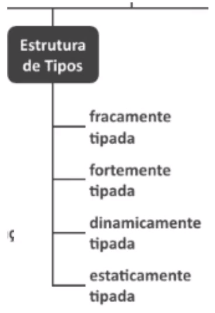 Estrutura
de Tipos
fracamente
tipada
fortemente
tipada
dinamicamente
tipada
ç
estaticamente
tipada